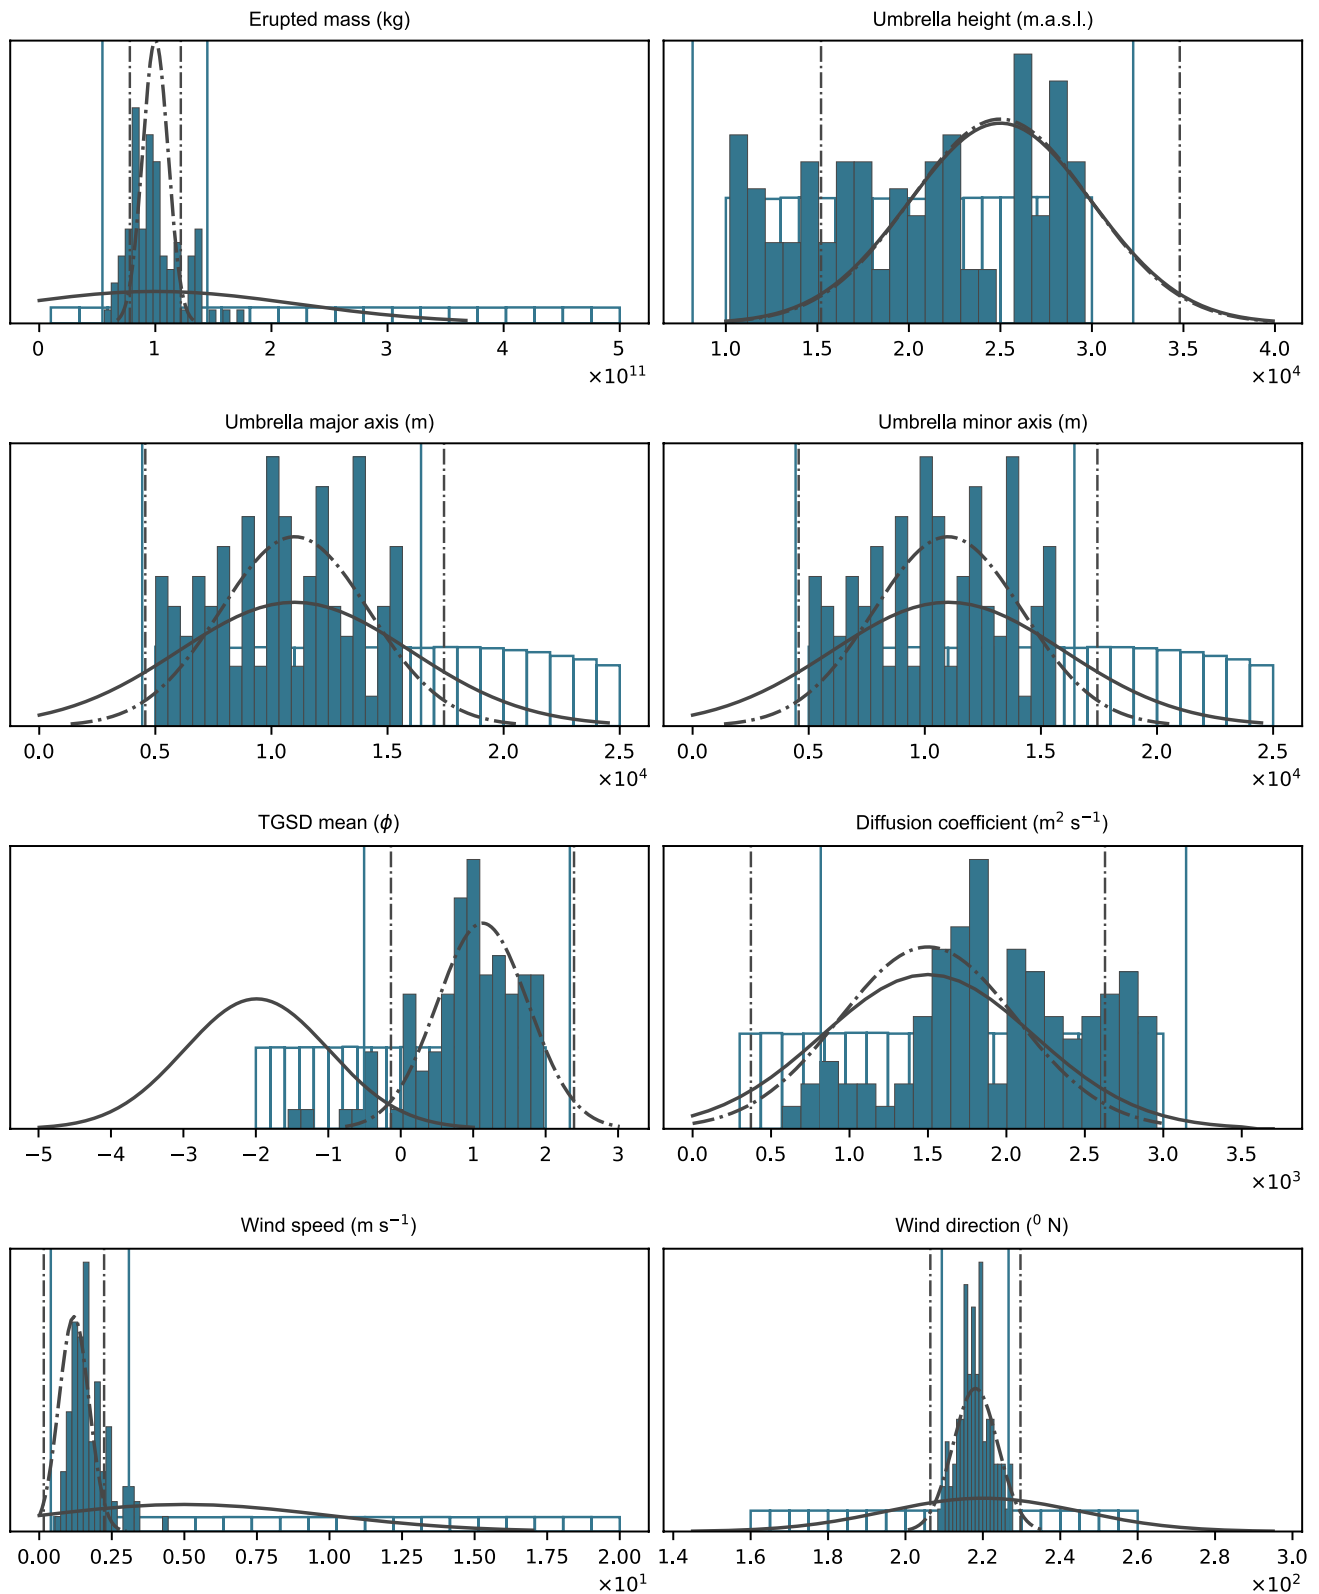 Erupted mass (kg)
Umbrella height (m.a.s.l.)
0 1 2 3 4 5
×10¹¹
1.0 1.5 2.0 2.5 3.0 3.5 4.0
×10⁴
Umbrella major axis (m)
Umbrella minor axis (m)
0.0 0.5 1.0 1.5 2.0 2.5
×10⁴
0.0 0.5 1.0 1.5 2.0 2.5
×10⁴
TGSD mean (ϕ)
Diffusion coefficient (m² s⁻¹)
−5 −4 −3 −2 −1 0 1 2 3
0.0 0.5 1.0 1.5 2.0 2.5 3.0 3.5
×10³
Wind speed (m s⁻¹)
Wind direction (⁰ N)
0.00 0.25 0.50 0.75 1.00 1.25 1.50 1.75 2.00
×10¹
1.4 1.6 1.8 2.0 2.2 2.4 2.6 2.8 3.0
×10²